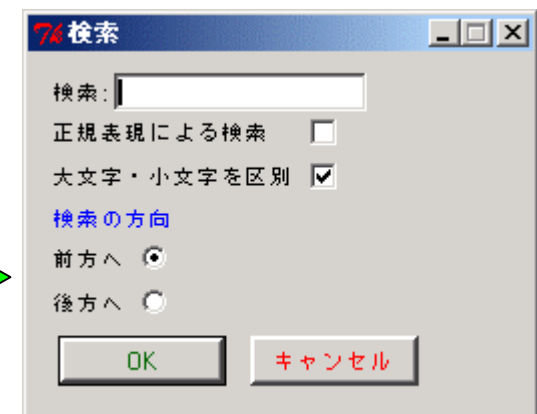 検索
検索:
正規表現による検索
大文字・小文字を区別
検索の方向
前方へ
後方へ
OK キャンセル